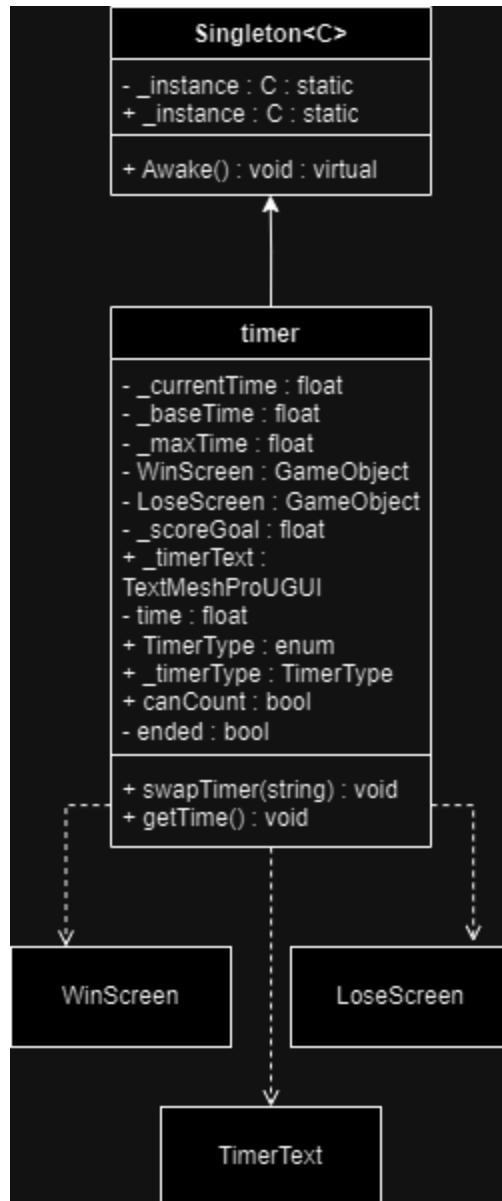 Singleton<C>
- _instance : C : static
+ _instance : C : static
+ Awake() : void : virtual
timer
- _currentTime : float
- _baseTime : float
- _maxTime : float
- WinScreen : GameObject
- LoseScreen : GameObject
- _scoreGoal : float
+ _timerText :
TextMeshProUGUI
- time : float
+ TimerType : enum
+ _timerType : TimerType
+ canCount : bool
- ended : bool
+ swapTimer(string) : void
+ getTime() : void
WinScreen
LoseScreen
TimerText